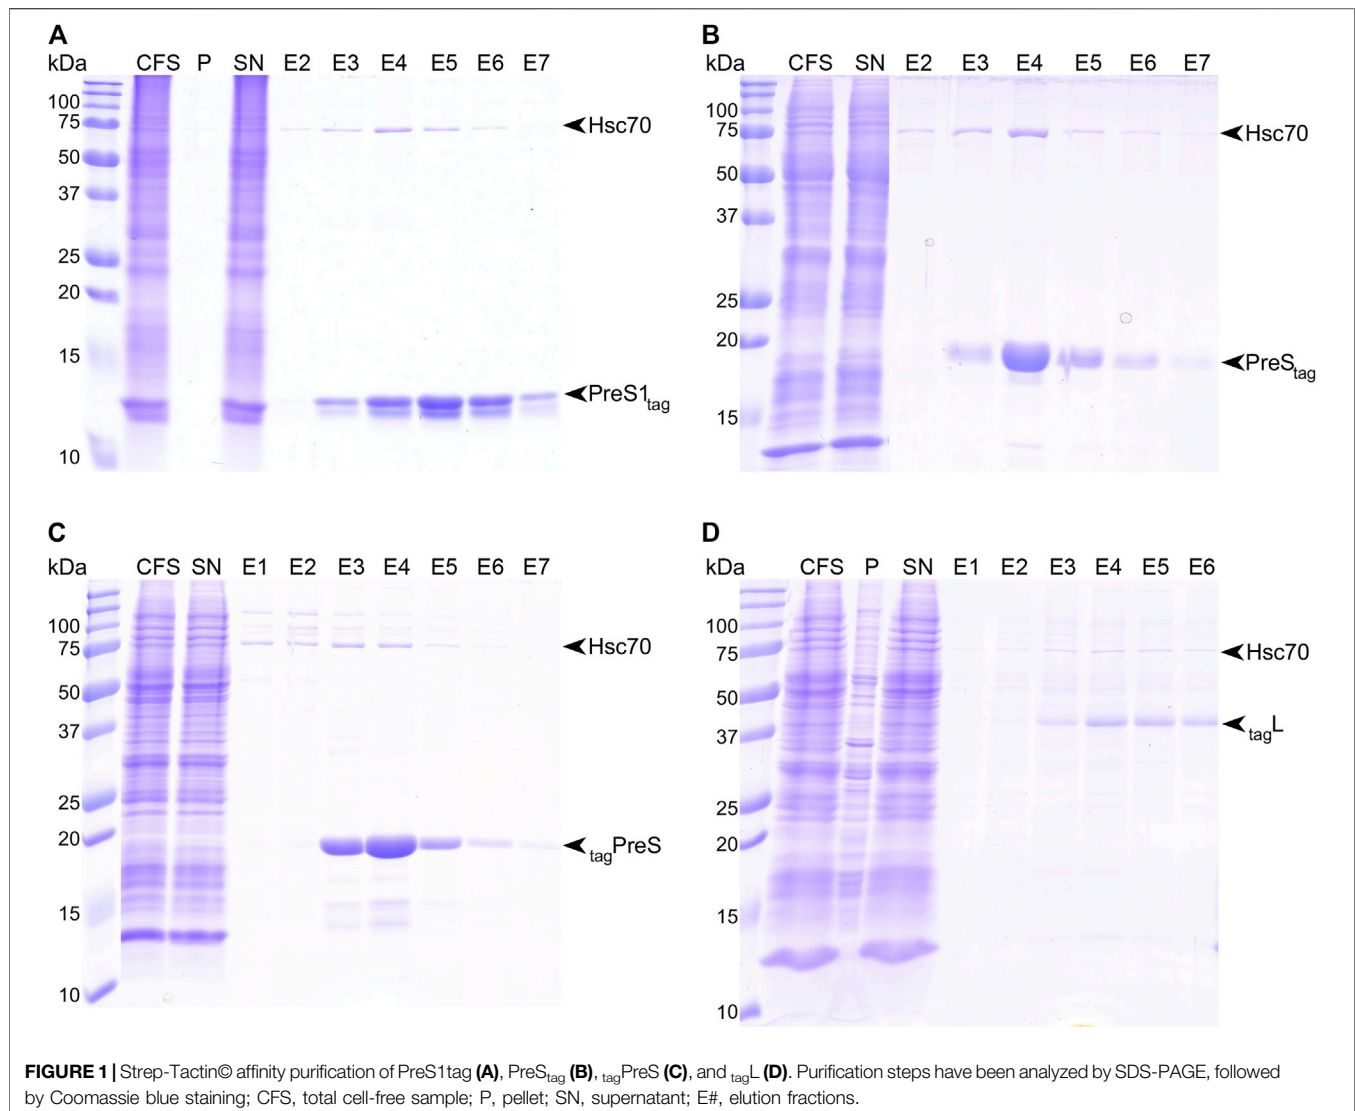 A
kDa CFS P SN E2 E3 E4 E5 E6 E7
100
75
50
37
25
20
15
10
Hsc70
PreS1tag
B
kDa CFS SN E2 E3 E4 E5 E6 E7
100
75
50
37
25
20
15
Hsc70
PreStag
C
kDa CFS SN E1 E2 E3 E4 E5 E6 E7
100
75
50
37
25
20
15
10
Hsc70
tagPreS
D
kDa CFS P SN E1 E2 E3 E4 E5 E6
100
75
50
37
25
20
15
10
Hsc70
tagL
FIGURE 1 | Strep-Tactin© affinity purification of PreS1tag (A), PreStag (B), tagPreS (C), and tagL (D). Purification steps have been analyzed by SDS-PAGE, followed
by Coomassie blue staining; CFS, total cell-free sample; P, pellet; SN, supernatant; E#, elution fractions.